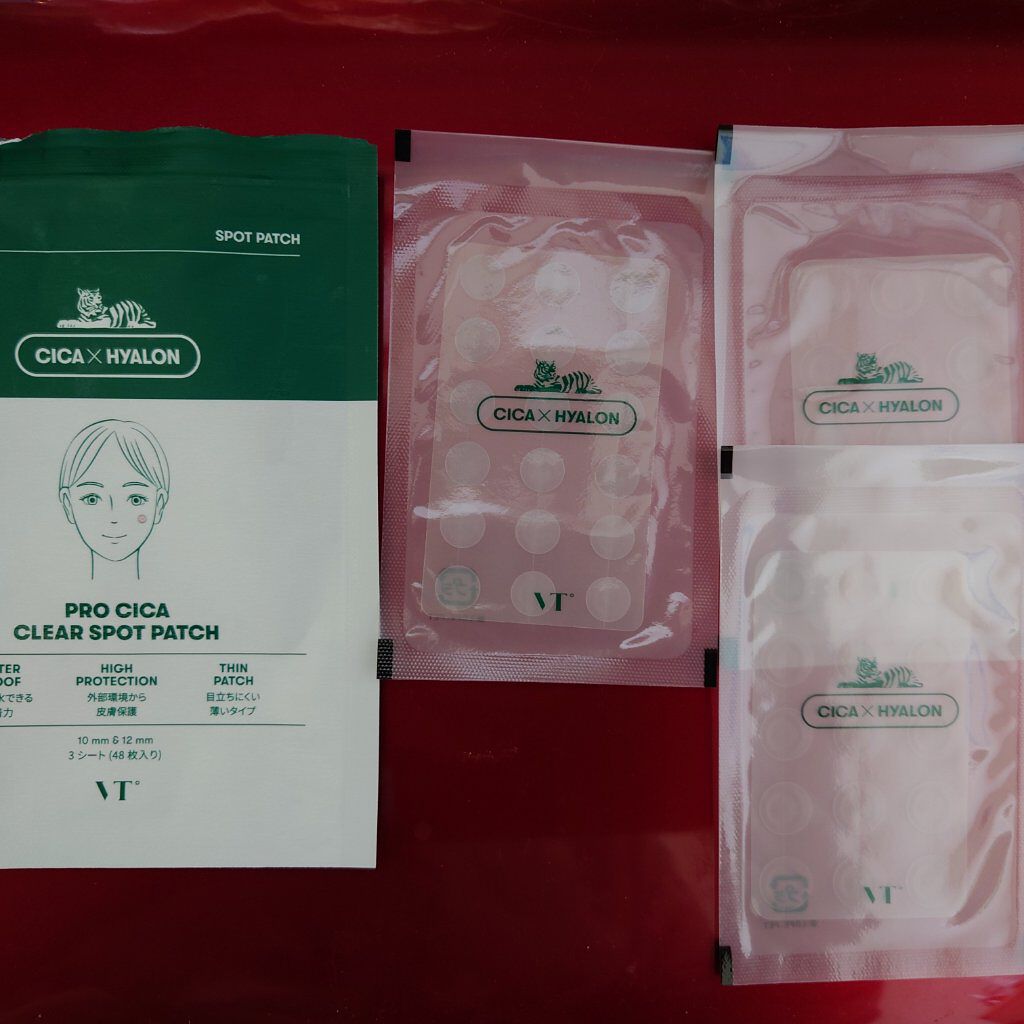 SPOT PATCH
CICA×HYALON
PRO CICA
CLEAR SPOT PATCH
HIGH
PROTECTION
外部環境から
皮膚保護
THIN
PATCH
目立ちにくい
薄いタイプ
10 mm & 12 mm
3 シート (48 枚入り)
VT
CICA×HYALON
VT
CICA×HYALON
CICA×HYALON
VT